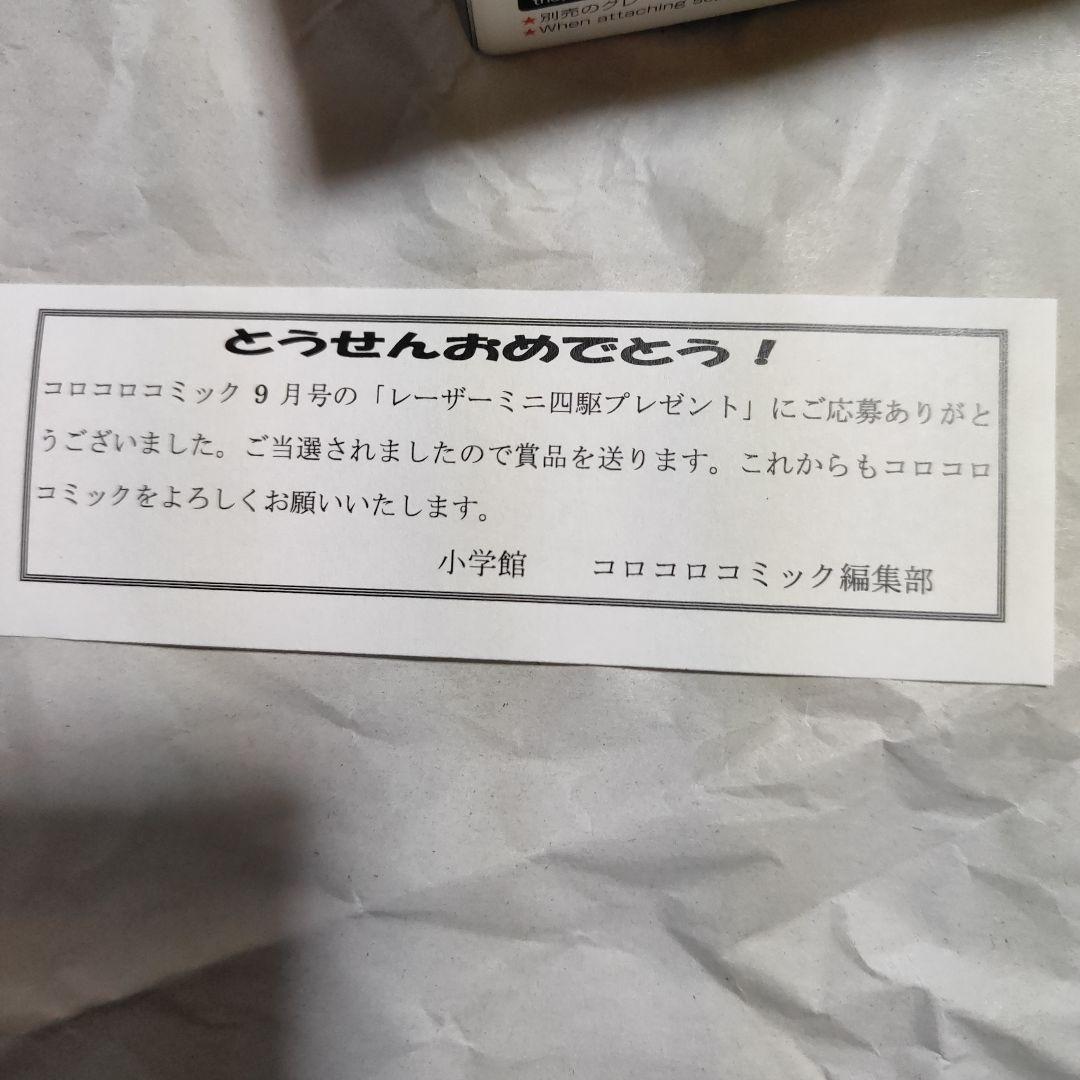 ★別売のグレ
★When attaching
とうせんおめでとう！
コロコロコミック 9 月号の「レーザーミニ四駆プレゼント」にご応募ありがと
うございました。ご当選されましたので賞品を送ります。これからもコロコロ
コミックをよろしくお願いいたします。
小学館　　コロコロコミック編集部